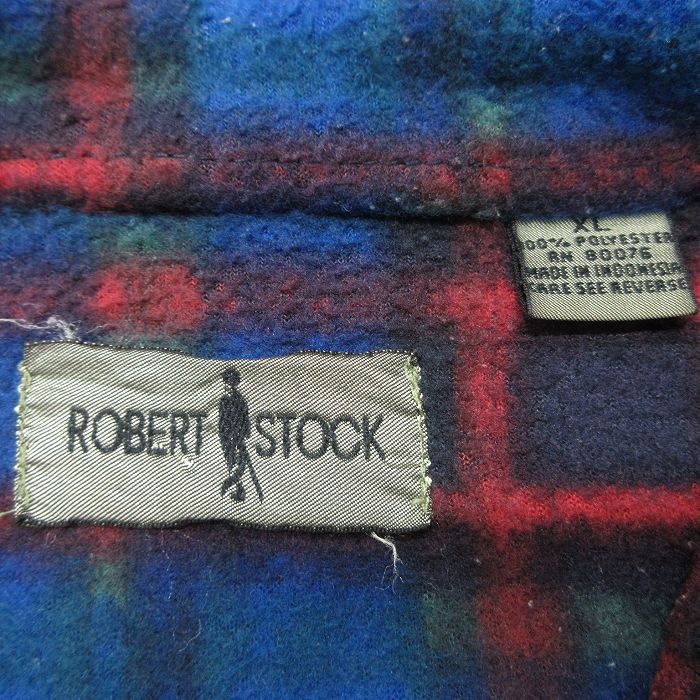 XL
100% POLYESTER
RN 80076
MADE IN INDONESIA
CARE SEE REVERSE
ROBERT STOCK